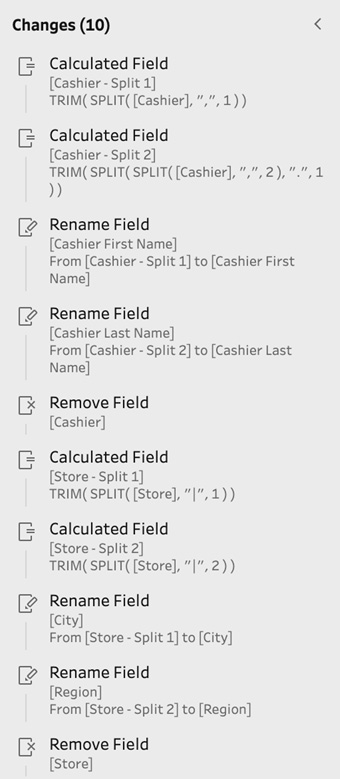 Changes (10)
Calculated Field
[Cashier - Split 1]
TRIM( SPLIT( [Cashier], ",", 1 ) )
Calculated Field
[Cashier - Split 2]
TRIM( SPLIT( SPLIT( [Cashier], ",", 2 ), ".", 1
) )
Rename Field
[Cashier First Name]
From [Cashier - Split 1] to [Cashier First
Name]
Rename Field
[Cashier Last Name]
From [Cashier - Split 2] to [Cashier Last
Name]
Remove Field
[Cashier]
Calculated Field
[Store - Split 1]
TRIM( SPLIT( [Store], "|", 1 ) )
Calculated Field
[Store - Split 2]
TRIM( SPLIT( [Store], "|", 2 ) )
Rename Field
[City]
From [Store - Split 1] to [City]
Rename Field
[Region]
From [Store - Split 2] to [Region]
Remove Field
[Store]